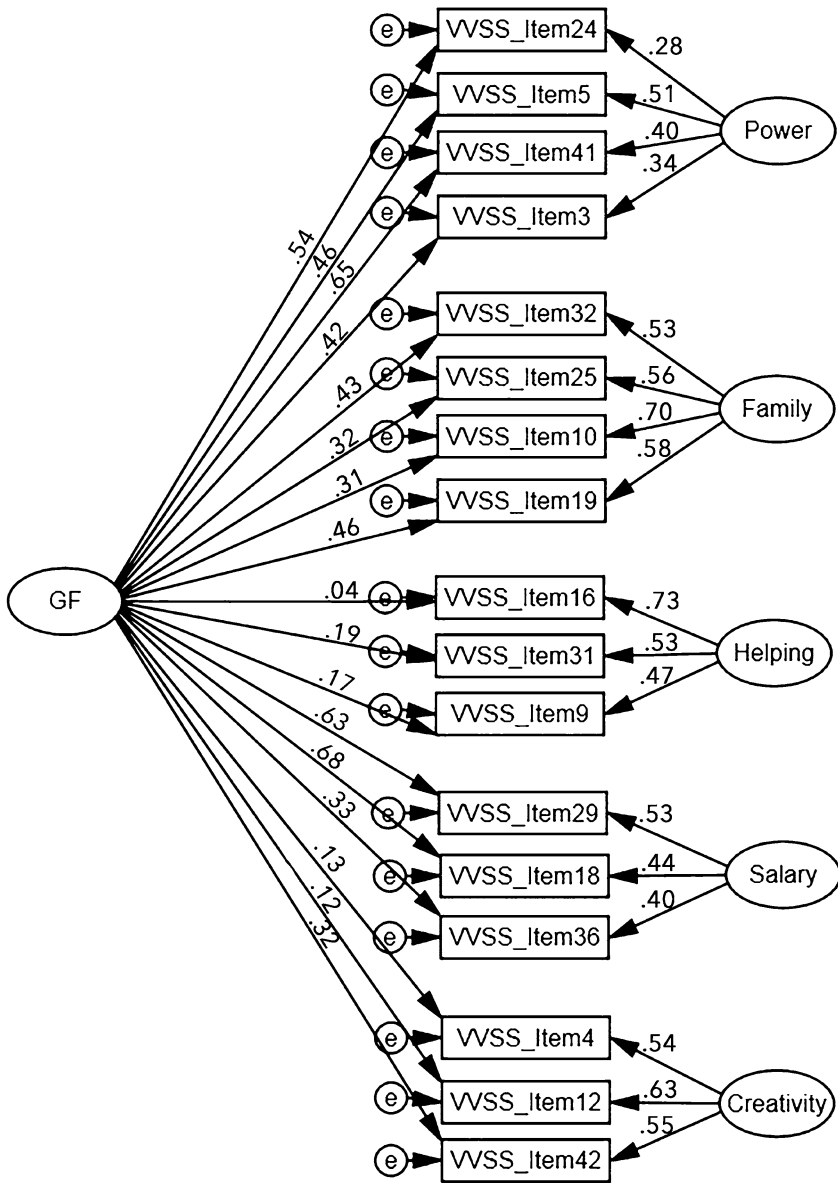 e
VVSS_Item24
.28
e
VVSS_Item5
.51
Power
e
VVSS_Item41
.40
.34
e
VVSS_Item3
.54
.46
.65
.42
e
VVSS_Item32
.53
.43
e
VVSS_Item25
.56
Family
.32
e
VVSS_Item10
.70
.58
.31
e
VVSS_Item19
.46
GF
.04
e
VVSS_Item16
.73
.19
e
VVSS_Item31
.53
Helping
.47
.17
e
VVSS_Item9
.63
.68
.33
e
VVSS_Item29
.53
e
VVSS_Item18
.44
Salary
.40
e
VVSS_Item36
.13
.12
.32
e
VVSS_Item4
.54
e
VVSS_Item12
.63
Creativity
.55
e
VVSS_Item42